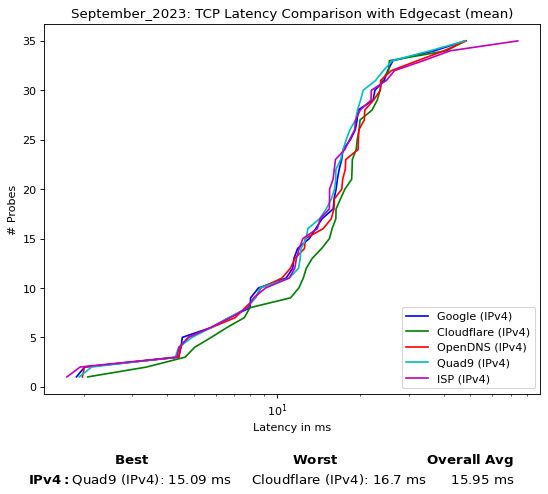 September_2023: TCP Latency Comparison with Edgecast (mean)
35
30
25
20
15
10
5
0
# Probes
Google (IPv4)
Cloudflare (IPv4)
OpenDNS (IPv4)
Quad9 (IPv4)
ISP (IPv4)
10¹
Latency in ms
Best Worst Overall Avg
IPv4: Quad9 (IPv4): 15.09 ms Cloudflare (IPv4): 16.7 ms 15.95 ms